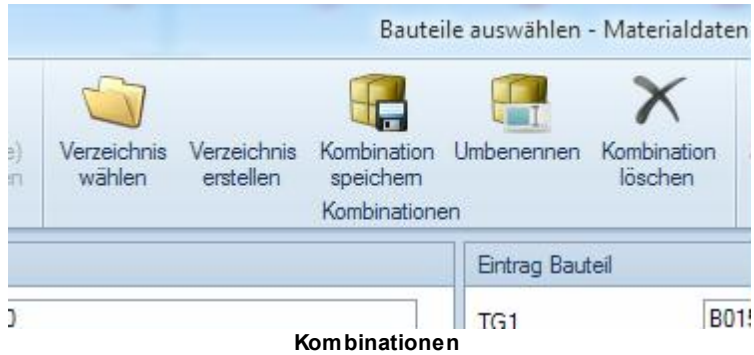 Bauteile auswählen - Materialdaten
Verzeichnis wählen
Verzeichnis erstellen
Kombination speichern
Umbenennen
Kombination löschen
Kombinationen
Eintrag Bauteil
TG1
Kombinationen